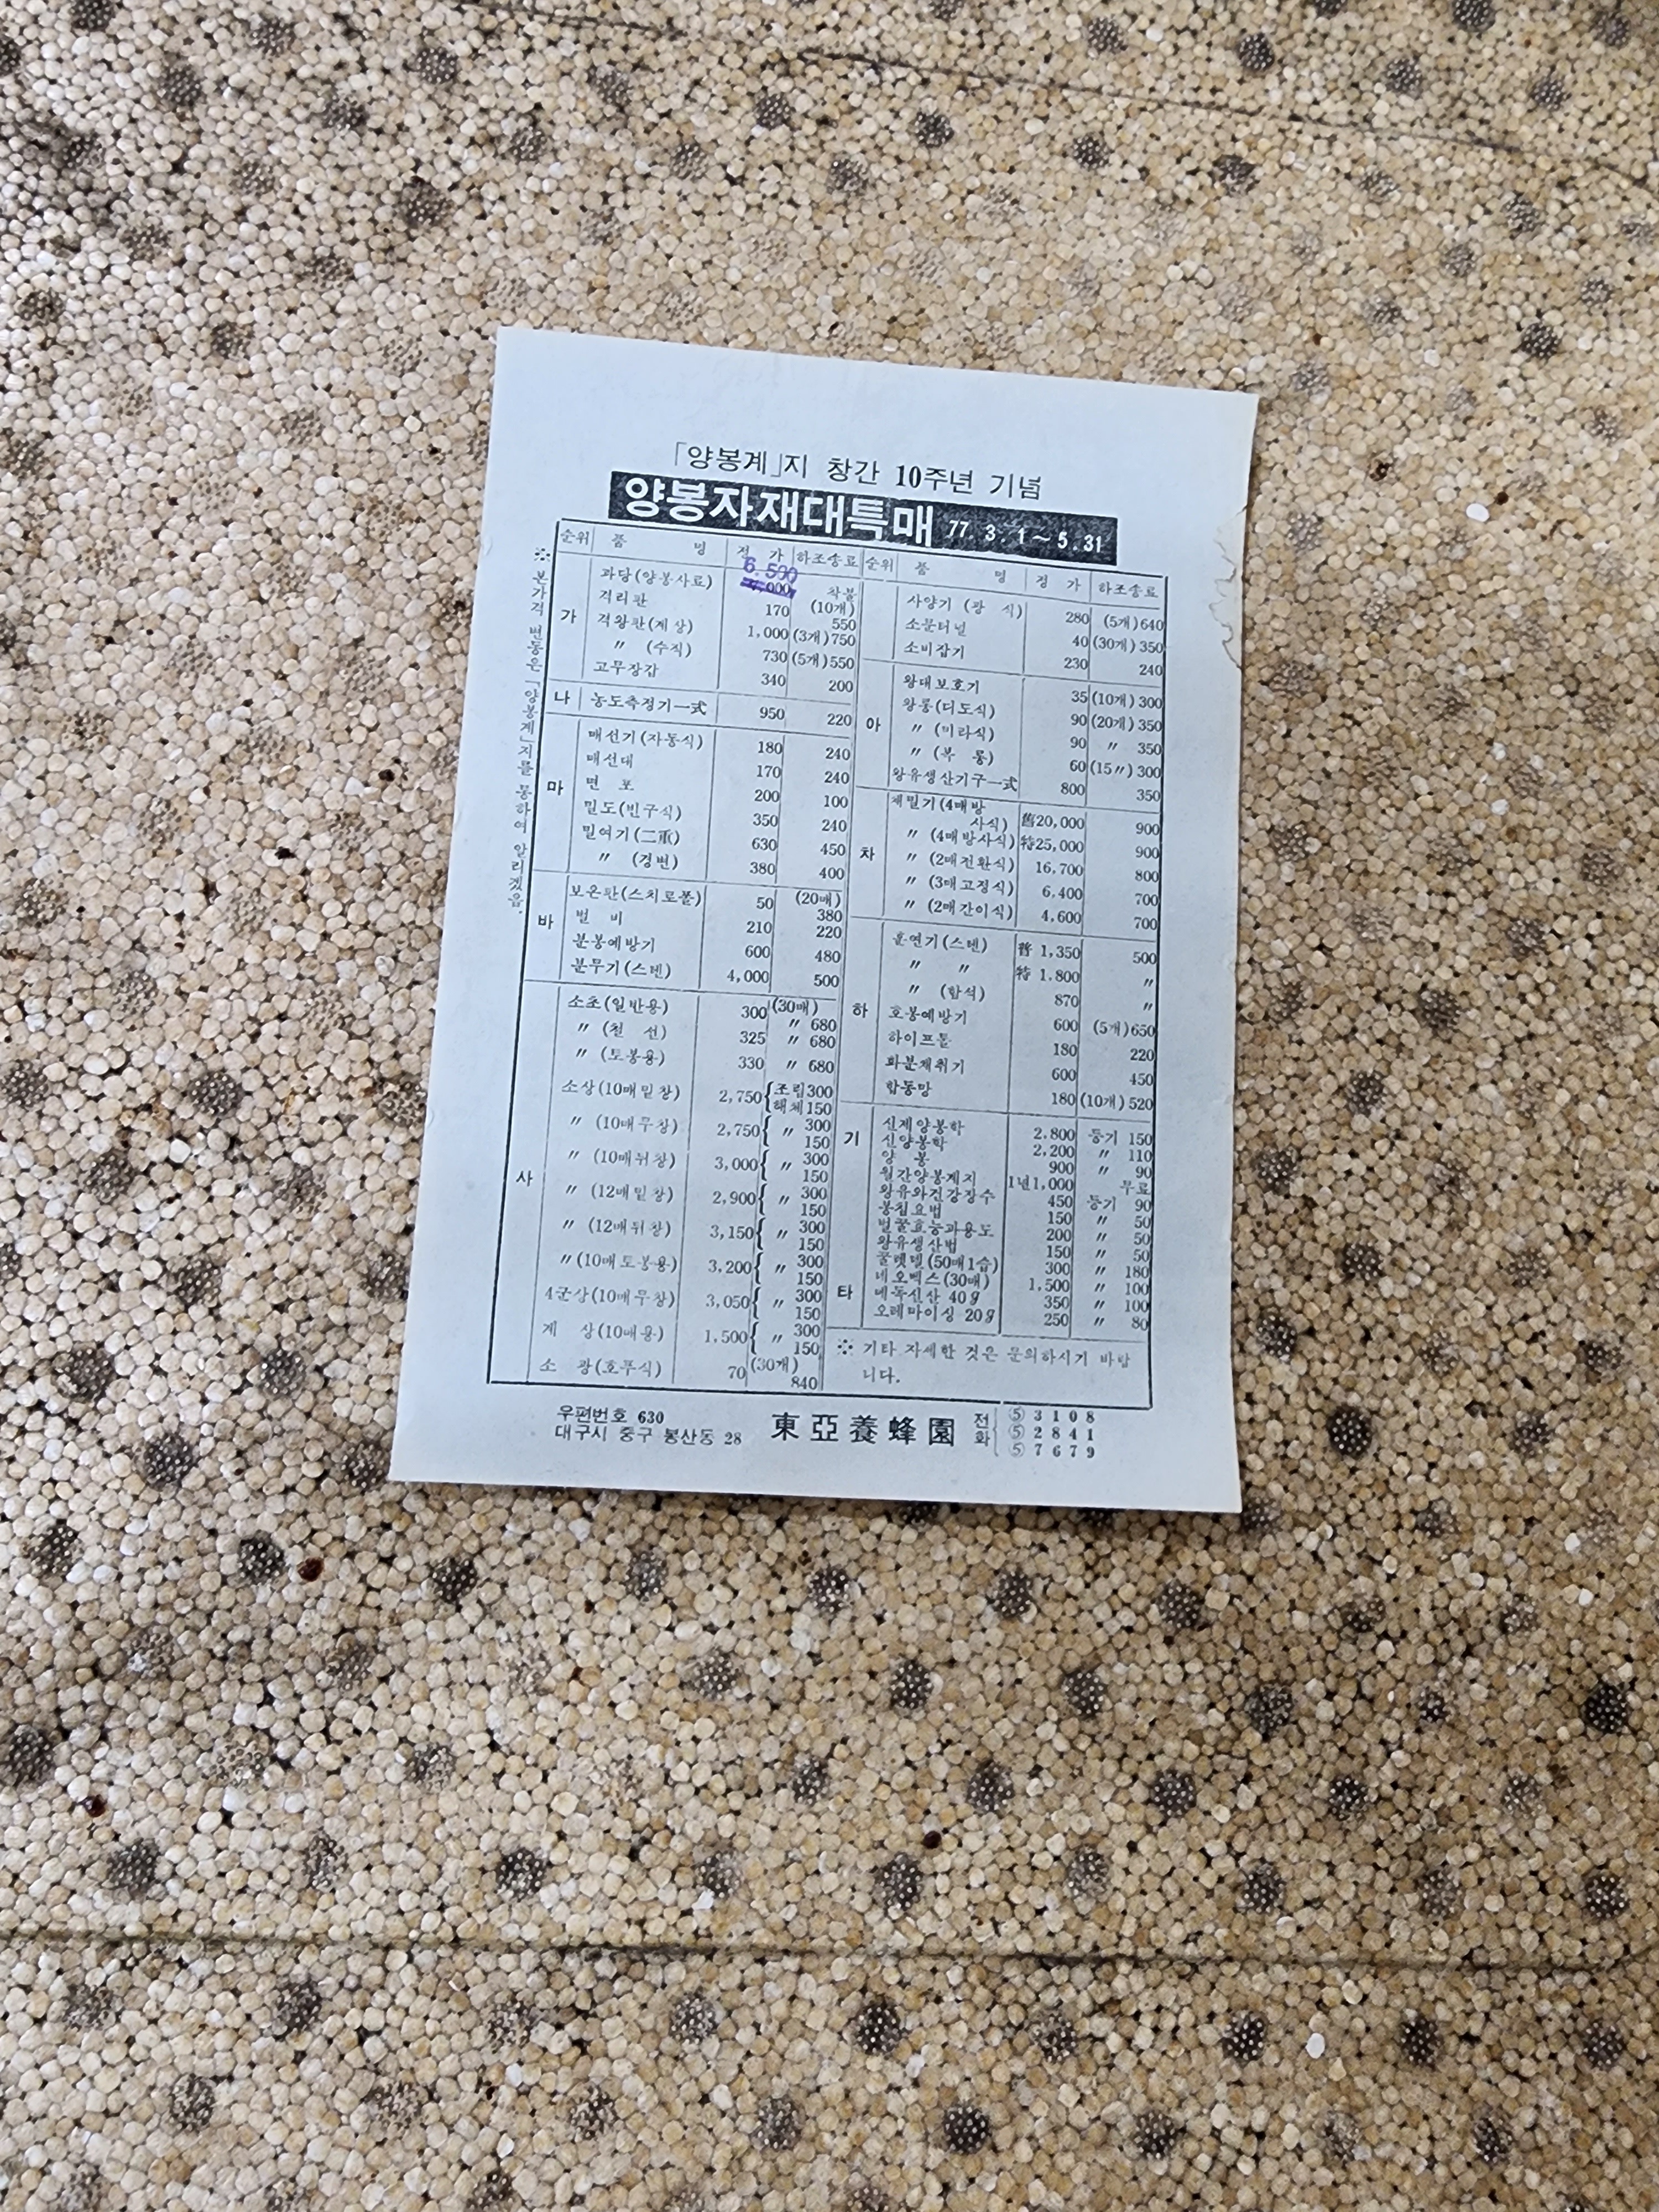 「양봉계」지 창간 10주년 기념
양봉자재대특매 77. 3. 1 ~ 5. 31
※ 본 가격 변동은 「양봉계」지를 통하여 알리겠음.
순위 품 명 정 가 하조송료
가 과당(양봉사료) 6.500 착불
격리판 170 (10개) 550
격왕판(계상) 1,000 (3개)750
〃 (수직) 730 (5개)550
고무장갑 340 200
나 농도측정기一式 950 220
마 매선기(자동식) 180 240
매선대 170 240
면 포 200 100
밀도(빈구식) 350 240
밀여기(二重) 630 450
〃 (경변) 380 400
바 보온판(스치로폴) 50 (20매) 380
벌 비 210 220
분봉예방기 600 480
분무기(스텐) 4,000 500
사 소초(일반용) 300 (30매) 〃 680
〃 (철 선) 325 〃 680
〃 (토봉용) 330 〃 680
소상(10매밑창) 2,750 {조립300 해체150
〃 (10매무창) 2,750 { 〃 300 150
〃 (10매뒤창) 3,000 { 〃 300 150
〃 (12매밑창) 2,900 { 〃 300 150
〃 (12매뒤창) 3,150 { 〃 300 150
〃 (10매토봉용) 3,200 { 〃 300 150
4군상(10매무창) 3,050 { 〃 300 150
계 상(10매용) 1,500 { 〃 300 150
소 광(호푸식) 70 (30개) 840
순위 품 명 정 가 하조송료
사양기 (광 식) 280 (5개)640
소문터널 40 (30개)350
소비잡기 230 240
아 왕대보호기 35 (10개)300
왕롱(디도식) 90 (20개)350
〃 (미라식) 90 〃 350
〃 (복 롱) 60 (15〃)300
왕유생산기구一式 800 350
차 채밀기(4매방사식) 舊20,000 900
〃 (4매방사식) 特25,000 900
〃 (2매전환식) 16,700 800
〃 (3매고정식) 6,400 700
〃 (2매간이식) 4,600 700
하 훈연기(스텐) 普 1,350 500
〃 〃 特 1.800 〃
〃 (함석) 870 〃
호봉예방기 600 (5개)650
하이프툴 180 220
화분채취기 600 450
합동망 180 (10개)520
기 신제양봉학 2.800 등기 150
신양봉학 2,200 〃 110
양 봉 900 〃 90
월간양봉계지 1년1,000 무료
왕유와건강장수 450 등기 90
봉침요법 150 〃 50
벌꿀효능과용도 200 〃 50
왕유생산법 150 〃 50
타 꿀렛텔(50매1습) 300 〃 180
네오벡스(30매) 1,500 〃 100
메독신산 40g 350 〃 100
오레마이싱 20g 250 〃 80
※ 기타 자세한 것은 문의하시기 바랍
니다.
우편번호 630
대구시 중구 봉산동 28
東亞養蜂園
전화 ⑤ 3108
⑤ 2841
⑤ 7679